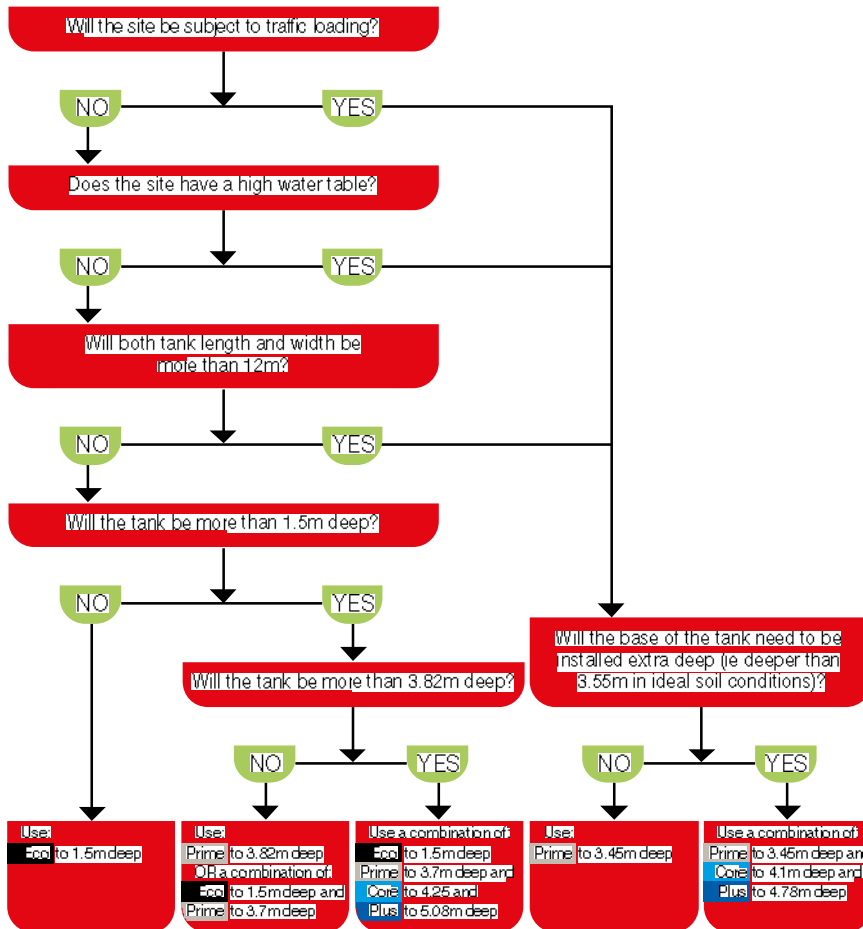 Will the site be subject to traffic loading?
NO
YES
Does the site have a high water table?
NO
YES
Will both tank length and width be
more than 12m?
NO
YES
Will the tank be more than 1.5m deep?
NO
YES
Will the tank be more than 3.82m deep?
Will the base of the tank need to be
installed extra deep (ie deeper than
3.55m in ideal soil conditions)?
NO
YES
NO
YES
Use:
Eco to 1.5m deep
Use:
Prime to 3.82m deep
OR a combination of:
Eco to 1.5m deep and
Prime to 3.7m deep
Use a combination of:
Eco to 1.5m deep
Prime to 3.7m deep and
Core to 4.25 and
Plus to 5.08m deep
Use:
Prime to 3.45m deep
Use a combination of:
Prime to 3.45m deep an
Core to 4.1m deep and
Plus to 4.78m deep